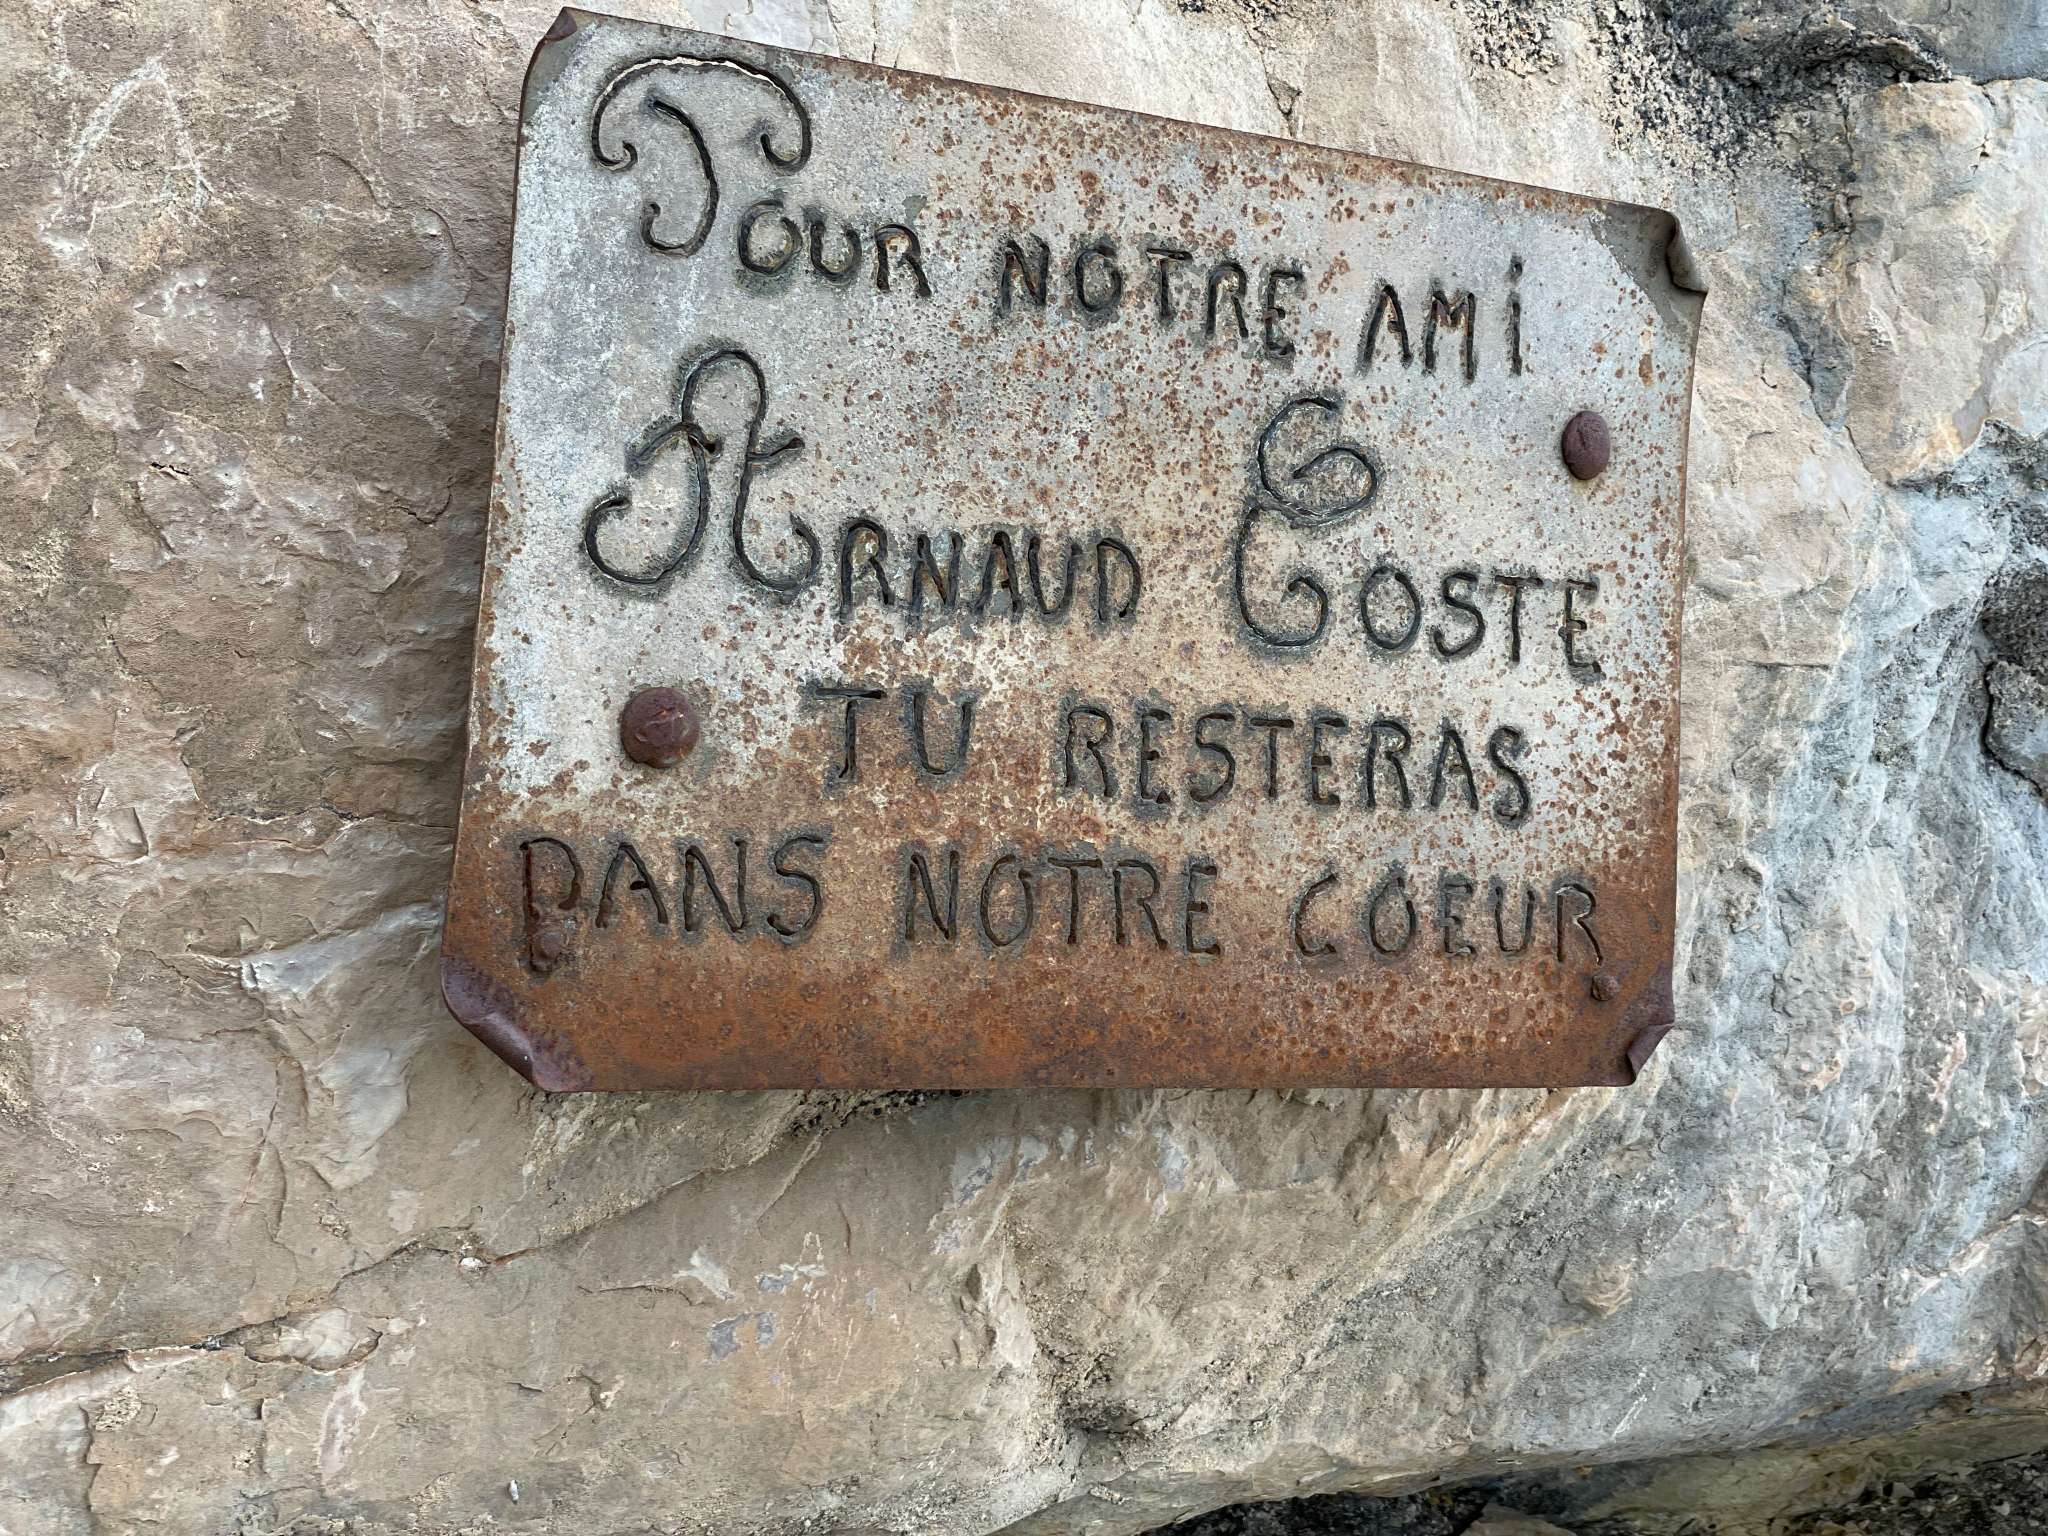 Pour NOTRE AMi
ARNAUD COSTE
TU RESTERAS
DANS NOTRE COEUR